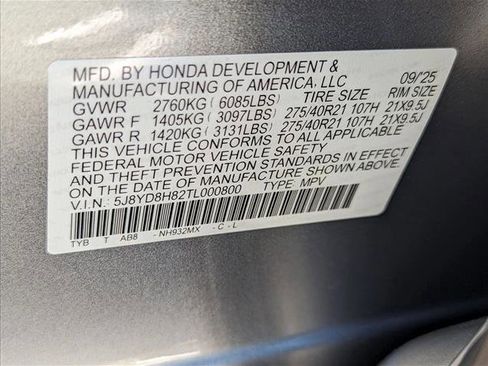 MFD. BY HONDA DEVELOPMENT & 09/25
MANUFACTURING OF AMERICA, LLC
GVWR 2760KG (6085LBS) TIRE SIZE RIM SIZE
GAWR F 1405KG (3097LBS) 275/40R21 107H 21X9.5J
GAWR R 1420KG (3131LBS) 275/40R21 107H 21X9.5J
THIS VEHICLE CONFORMS TO ALL APPLICABLE
FEDERAL MOTOR VEHICLE SAFETY
AND THEFT PREVENTION STANDARDS IN EFFECT
ON THE DATE OF MANUFACTURE SHOWN ABOVE.
V.I.N.: 5J8YD8H82TL000800 TYPE: MPV
TYB T AB8 -NH932MX -C-L